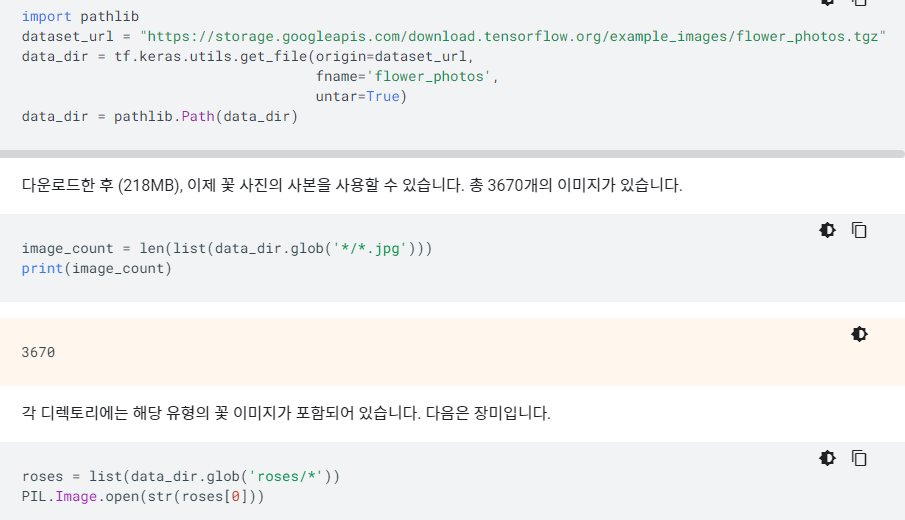 import pathlib
dataset_url = "https://storage.googleapis.com/download.tensorflow.org/example_images/flower_photos.tgz"
data_dir = tf.keras.utils.get_file(origin=dataset_url,
                                   fname='flower_photos',
                                   untar=True)
data_dir = pathlib.Path(data_dir)
다운로드한 후 (218MB), 이제 꽃 사진의 사본을 사용할 수 있습니다. 총 3670개의 이미지가 있습니다.
image_count = len(list(data_dir.glob('*/*.jpg')))
print(image_count)
3670
각 디렉토리에는 해당 유형의 꽃 이미지가 포함되어 있습니다. 다음은 장미입니다.
roses = list(data_dir.glob('roses/*'))
PIL.Image.open(str(roses[0]))